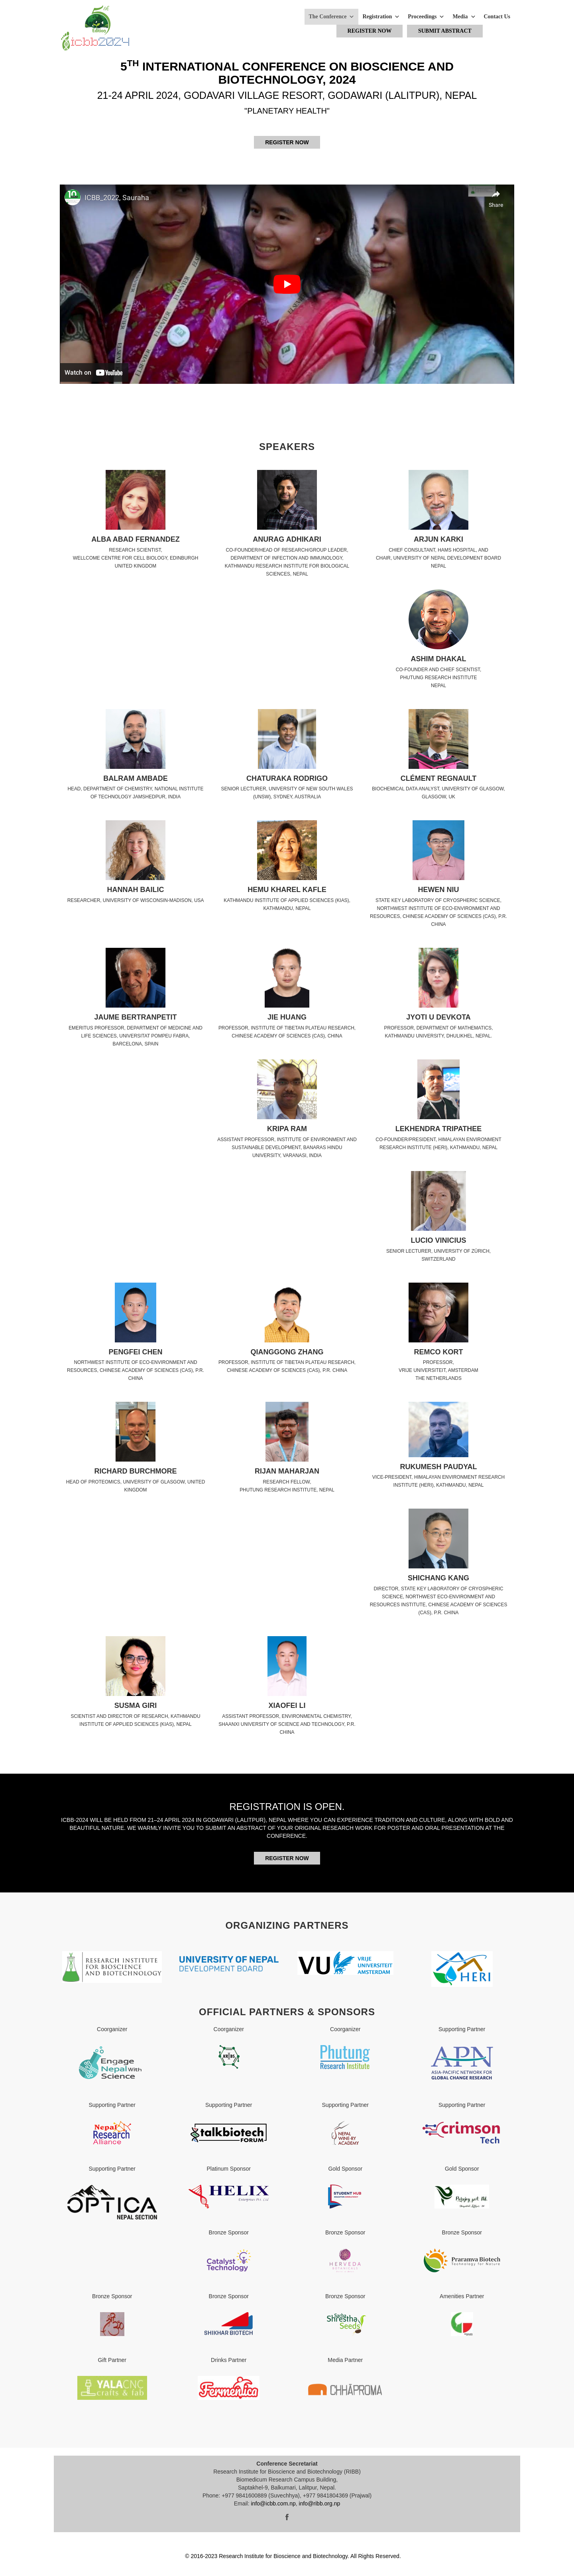 icbb2024
The Conference
Registration
Proceedings
Media
Contact Us
REGISTER NOW
SUBMIT ABSTRACT
5TH INTERNATIONAL CONFERENCE ON BIOSCIENCE AND
BIOTECHNOLOGY, 2024
21-24 APRIL 2024, GODAVARI VILLAGE RESORT, GODAWARI (LALITPUR), NEPAL
"PLANETARY HEALTH"
REGISTER NOW
ICBB_2022, Sauraha
Share
Watch on YouTube
SPEAKERS
ALBA ABAD FERNANDEZ
RESEARCH SCIENTIST,
WELLCOME CENTRE FOR CELL BIOLOGY, EDINBURGH
UNITED KINGDOM
ANURAG ADHIKARI
CO-FOUNDER/HEAD OF RESEARCH/GROUP LEADER,
DEPARTMENT OF INFECTION AND IMMUNOLOGY,
KATHMANDU RESEARCH INSTITUTE FOR BIOLOGICAL
SCIENCES, NEPAL
ARJUN KARKI
CHIEF CONSULTANT, HAMS HOSPITAL, AND
CHAIR, UNIVERSITY OF NEPAL DEVELOPMENT BOARD
NEPAL
ASHIM DHAKAL
CO-FOUNDER AND CHIEF SCIENTIST,
PHUTUNG RESEARCH INSTITUTE
NEPAL
BALRAM AMBADE
HEAD, DEPARTMENT OF CHEMISTRY, NATIONAL INSTITUTE
OF TECHNOLOGY JAMSHEDPUR, INDIA
CHATURAKA RODRIGO
SENIOR LECTURER, UNIVERSITY OF NEW SOUTH WALES
(UNSW), SYDNEY, AUSTRALIA
CLÉMENT REGNAULT
BIOCHEMICAL DATA ANALYST, UNIVERSITY OF GLASGOW,
GLASGOW, UK
HANNAH BAILIC
RESEARCHER, UNIVERSITY OF WISCONSIN-MADISON, USA
HEMU KHAREL KAFLE
KATHMANDU INSTITUTE OF APPLIED SCIENCES (KIAS),
KATHMANDU, NEPAL
HEWEN NIU
STATE KEY LABORATORY OF CRYOSPHERIC SCIENCE,
NORTHWEST INSTITUTE OF ECO-ENVIRONMENT AND
RESOURCES, CHINESE ACADEMY OF SCIENCES (CAS), P.R.
CHINA
JAUME BERTRANPETIT
EMERITUS PROFESSOR, DEPARTMENT OF MEDICINE AND
LIFE SCIENCES, UNIVERSITAT POMPEU FABRA,
BARCELONA, SPAIN
JIE HUANG
PROFESSOR, INSTITUTE OF TIBETAN PLATEAU RESEARCH,
CHINESE ACADEMY OF SCIENCES (CAS), CHINA
JYOTI U DEVKOTA
PROFESSOR, DEPARTMENT OF MATHEMATICS,
KATHMANDU UNIVERSITY, DHULIKHEL, NEPAL.
KRIPA RAM
ASSISTANT PROFESSOR, INSTITUTE OF ENVIRONMENT AND
SUSTAINABLE DEVELOPMENT, BANARAS HINDU
UNIVERSITY, VARANASI, INDIA
LEKHENDRA TRIPATHEE
CO-FOUNDER/PRESIDENT, HIMALAYAN ENVIRONMENT
RESEARCH INSTITUTE (HERI), KATHMANDU, NEPAL
LUCIO VINICIUS
SENIOR LECTURER, UNIVERSITY OF ZÜRICH,
SWITZERLAND
PENGFEI CHEN
NORTHWEST INSTITUTE OF ECO-ENVIRONMENT AND
RESOURCES, CHINESE ACADEMY OF SCIENCES (CAS), P.R.
CHINA
QIANGGONG ZHANG
PROFESSOR, INSTITUTE OF TIBETAN PLATEAU RESEARCH,
CHINESE ACADEMY OF SCIENCES (CAS), P.R. CHINA
REMCO KORT
PROFESSOR,
VRIJE UNIVERSITEIT, AMSTERDAM
THE NETHERLANDS
RICHARD BURCHMORE
HEAD OF PROTEOMICS, UNIVERSITY OF GLASGOW, UNITED
KINGDOM
RIJAN MAHARJAN
RESEARCH FELLOW,
PHUTUNG RESEARCH INSTITUTE, NEPAL
RUKUMESH PAUDYAL
VICE-PRESIDENT, HIMALAYAN ENVIRONMENT RESEARCH
INSTITUTE (HERI), KATHMANDU, NEPAL
SHICHANG KANG
DIRECTOR, STATE KEY LABORATORY OF CRYOSPHERIC
SCIENCE, NORTHWEST ECO-ENVIRONMENT AND
RESOURCES INSTITUTE, CHINESE ACADEMY OF SCIENCES
(CAS), P.R. CHINA
SUSMA GIRI
SCIENTIST AND DIRECTOR OF RESEARCH, KATHMANDU
INSTITUTE OF APPLIED SCIENCES (KIAS), NEPAL
XIAOFEI LI
ASSISTANT PROFESSOR, ENVIRONMENTAL CHEMISTRY,
SHAANXI UNIVERSITY OF SCIENCE AND TECHNOLOGY, P.R.
CHINA
REGISTRATION IS OPEN.
ICBB-2024 WILL BE HELD FROM 21–24 APRIL 2024 IN GODAWARI (LALITPUR), NEPAL WHERE YOU CAN EXPERIENCE TRADITION AND CULTURE, ALONG WITH BOLD AND
BEAUTIFUL NATURE. WE WARMLY INVITE YOU TO SUBMIT AN ABSTRACT OF YOUR ORIGINAL RESEARCH WORK FOR POSTER AND ORAL PRESENTATION AT THE
CONFERENCE.
REGISTER NOW
ORGANIZING PARTNERS
RESEARCH INSTITUTE
FOR BIOSCIENCE
AND BIOTECHNOLOGY
UNIVERSITY OF NEPAL
DEVELOPMENT BOARD
VU VRIJE
UNIVERSITEIT
AMSTERDAM
HERI
OFFICIAL PARTNERS & SPONSORS
Coorganizer
Coorganizer
Coorganizer
Supporting Partner
Engage
Nepal With
Science
KRIBS
Phutung
Research Institute
APN
ASIA-PACIFIC NETWORK FOR
GLOBAL CHANGE RESEARCH
Supporting Partner
Supporting Partner
Supporting Partner
Supporting Partner
Nepal
Research
Alliance
talkbiotech
FORUM
NEPAL
WINE·BY
ACADEMY
crimson
Tech
Supporting Partner
Platinum Sponsor
Gold Sponsor
Gold Sponsor
OPTICA
NEPAL SECTION
HELIX
Enterprises Pvt. Ltd.
STUDENT HUB
Bronze Sponsor
Bronze Sponsor
Bronze Sponsor
Catalyst
Technology
HERVEDA
Praramva Biotech
Technology for Nature
Bronze Sponsor
Bronze Sponsor
Bronze Sponsor
Amenities Partner
SHIKHAR BIOTECH
Sache
Shrestha
Seeds
Gift Partner
Drinks Partner
Media Partner
YALACNC
crafts & fab
Fermentica
CHHĀPROMA
Conference Secretariat
Research Institute for Bioscience and Biotechnology (RIBB)
Biomedicum Research Campus Building,
Saptakhel-9, Balkumari, Lalitpur, Nepal.
Phone: +977 9841600889 (Suvechhya), +977 9841804369 (Prajwal)
Email: info@icbb.com.np, info@ribb.org.np
© 2016-2023 Research Institute for Bioscience and Biotechnology. All Rights Reserved.